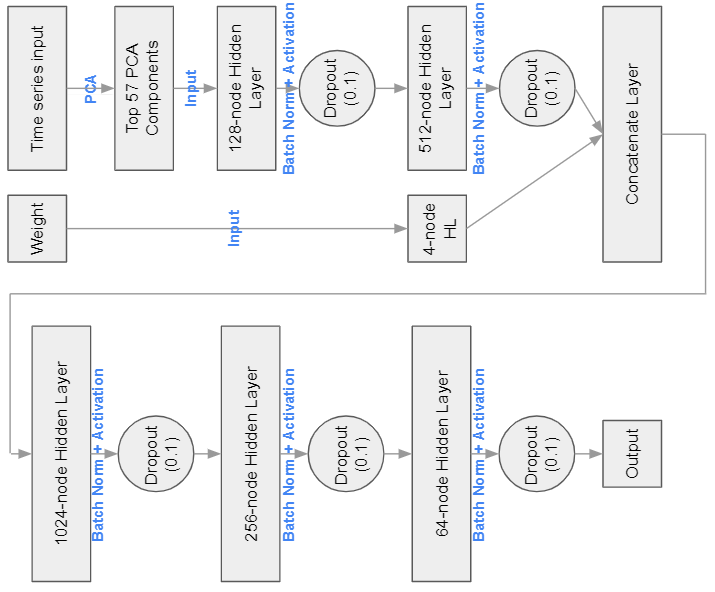 Time series input
PCA
Top 57 PCA
Components
Input
128-node Hidden
Layer
Batch Norm + Activation
Dropout
(0.1)
512-node Hidden
Layer
Batch Norm + Activation
Dropout
(0.1)
Concatenate Layer
Weight
Input
4-node
HL
1024-node Hidden Layer
Batch Norm + Activation
Dropout
(0.1)
256-node Hidden Layer
Batch Norm + Activation
Dropout
(0.1)
64-node Hidden Layer
Batch Norm + Activation
Dropout
(0.1)
Output